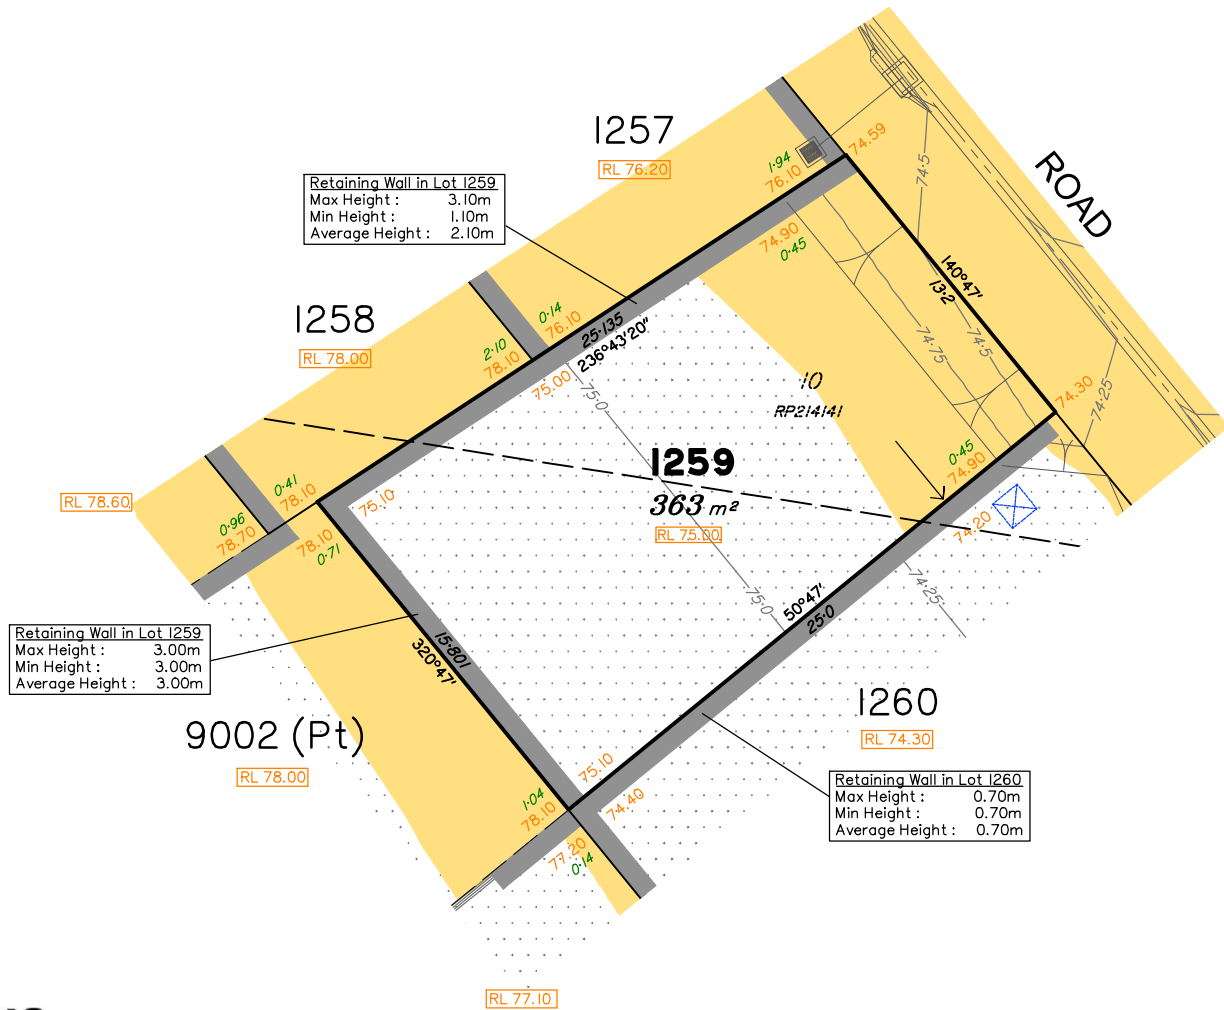 1257
RL 76.20
ROAD
74.59
1.94
76.10
74.5
Retaining Wall in Lot 1259
Max Height : 3.10m
Min Height : 1.10m
Average Height : 2.10m
74.90
0.45
140°47'
13.2
1258
RL 78.00
0.14
76.10
2.10
78.10
25.135
236°43'20"
75.00
75.0
74.75
74.5
74.25
74.30
10
RP214141
1259
363 m²
RL 75.00
0.45
74.90
74.20
RL 78.60
0.41
78.10
75.10
0.96
78.70
78.10
0.71
74.25
75.0
50°47'
25.0
Retaining Wall in Lot 1259
Max Height : 3.00m
Min Height : 3.00m
Average Height : 3.00m
15.801
320°47'
9002 (Pt)
RL 78.00
1260
RL 74.30
75.10
74.40
1.04
78.10
77.20
0.14
Retaining Wall in Lot 1260
Max Height : 0.70m
Min Height : 0.70m
Average Height : 0.70m
RL 77.10